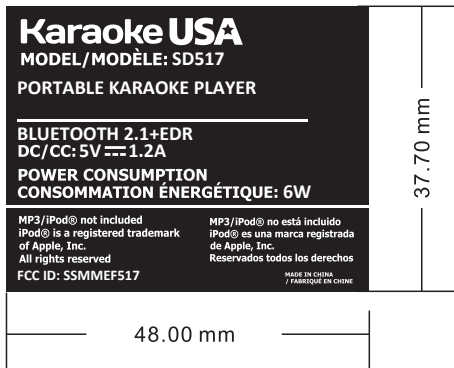 Karaoke USA
MODEL/MODÈLE: SD517
PORTABLE KARAOKE PLAYER
BLUETOOTH 2.1+EDR
DC/CC: 5V⎓1.2A
POWER CONSUMPTION
CONSOMMATION ÉNERGÉTIQUE: 6W
MP3/iPod® not included
iPod® is a registered trademark
of Apple, Inc.
All rights reserved
FCC ID: SSMMEF517
MP3/iPod® no está incluido
iPod® es una marca registrada
de Apple, Inc.
Reservados todos los derechos
MADE IN CHINA
/ FABRIQUÉ EN CHINE
37.70 mm
48.00 mm